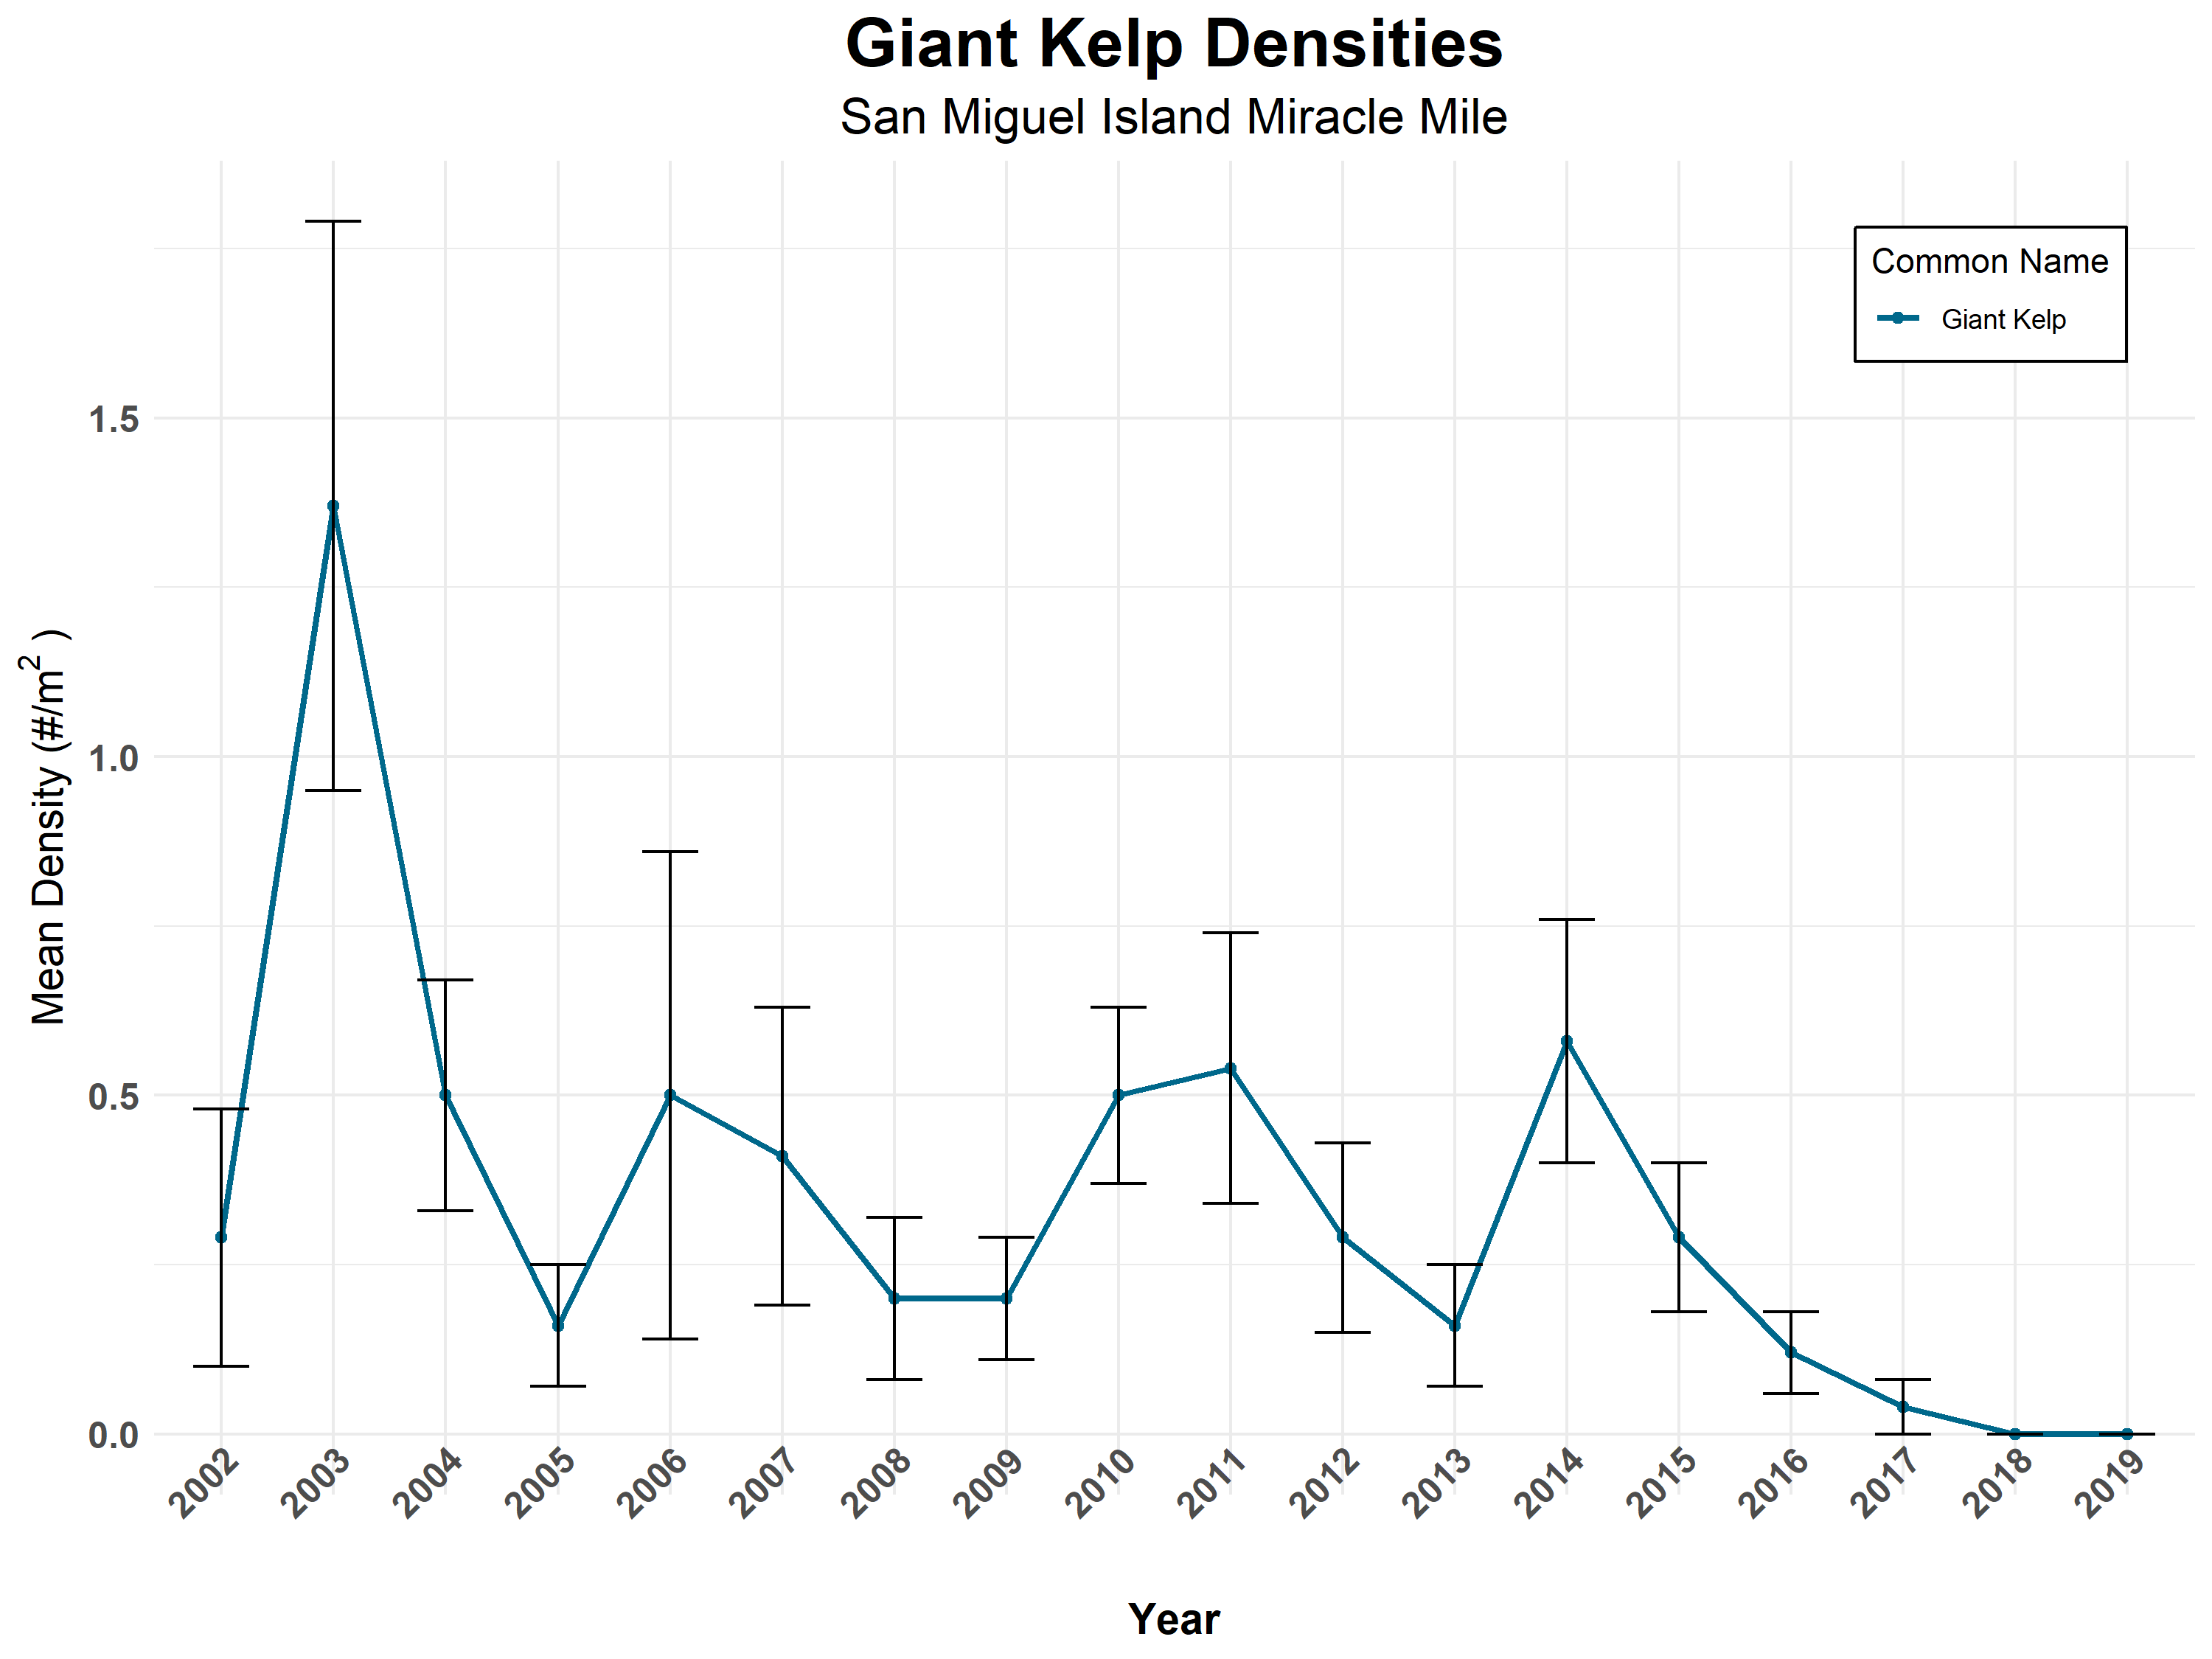 Giant Kelp Densities
San Miguel Island Miracle Mile
Common Name
Giant Kelp
Mean Density (#/m²)
1.5
1.0
0.5
0.0
2002 2003 2004 2005 2006 2007 2008 2009 2010 2011 2012 2013 2014 2015 2016 2017 2018 2019
Year